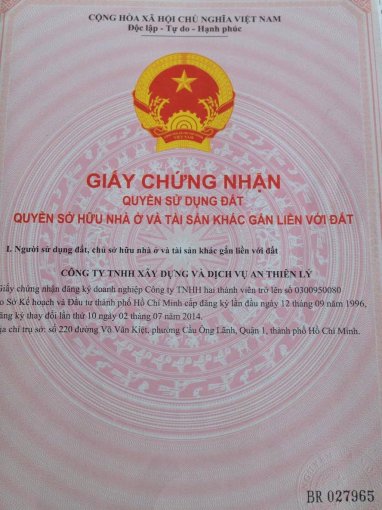 CỘNG HÒA XÃ HỘI CHỦ NGHĨA VIỆT NAM
Độc lập - Tự do - Hạnh phúc
GIẤY CHỨNG NHẬN
QUYỀN SỬ DỤNG ĐẤT
QUYỀN SỞ HỮU NHÀ Ở VÀ TÀI SẢN KHÁC GẮN LIỀN VỚI ĐẤT
I. Người sử dụng đất, chủ sở hữu nhà ở và tài sản khác gắn liền với đất
CÔNG TY TNHH XÂY DỰNG VÀ DỊCH VỤ AN THIÊN LÝ
Giấy chứng nhận đăng ký doanh nghiệp Công ty TNHH hai thành viên trở lên số 0300950080
o Sở Kế hoạch và Đầu tư thành phố Hồ Chí Minh cấp đăng ký lần đầu ngày 12 tháng 09 năm 1996,
đăng ký thay đổi lần thứ 10 ngày 02 tháng 07 năm 2014.
ịa chỉ trụ sở: số 220 đường Võ Văn Kiệt, phường Cầu Ông Lãnh, Quận 1, thành phố Hồ Chí Minh.
BR 027965